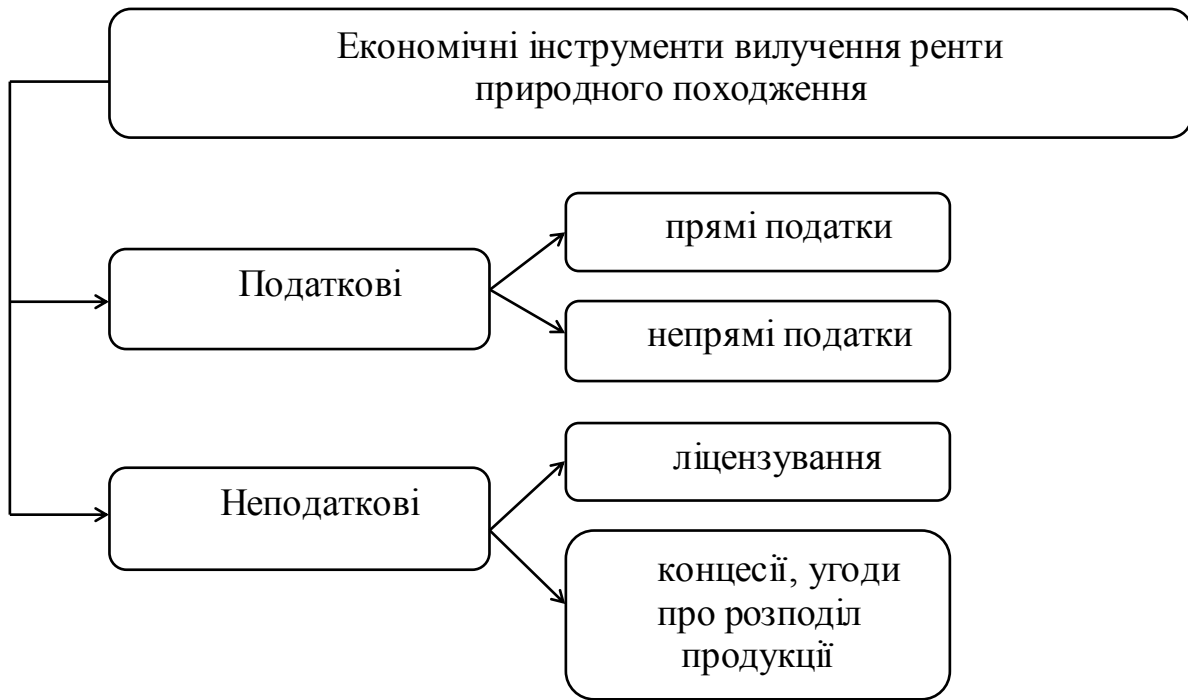 Економічні інструменти вилучення ренти
природного походження
Податкові
прямі податки
непрямі податки
Неподаткові
ліцензування
концесії, угоди
про розподіл
продукції